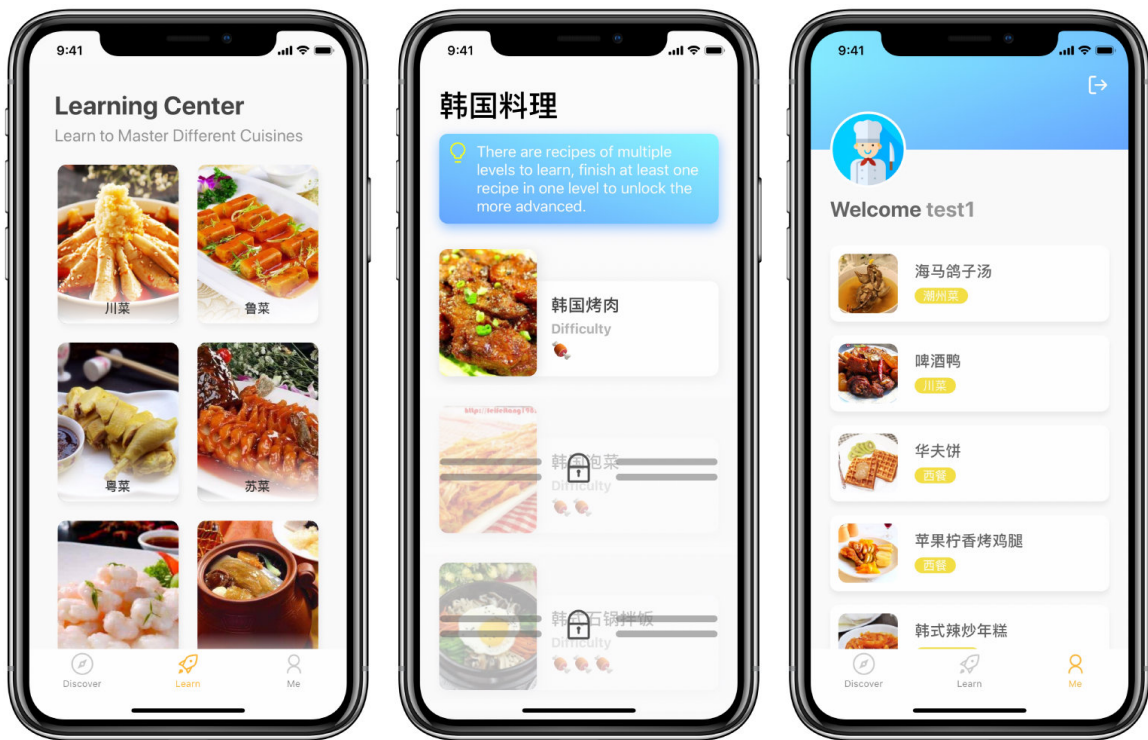 9:41
Learning Center
Learn to Master Different Cuisines
川菜
鲁菜
粤菜
苏菜
Discover
Learn
Me
9:41
韩国料理
There are recipes of multiple
levels to learn, finish at least one
recipe in one level to unlock the
more advanced.
韩国烤肉
Difficulty
韩国泡菜
Difficulty
韩式石锅拌饭
Difficulty
9:41
Welcome test1
海马鸽子汤
潮州菜
啤酒鸭
川菜
华夫饼
西餐
苹果柠香烤鸡腿
西餐
韩式辣炒年糕
Discover
Learn
Me